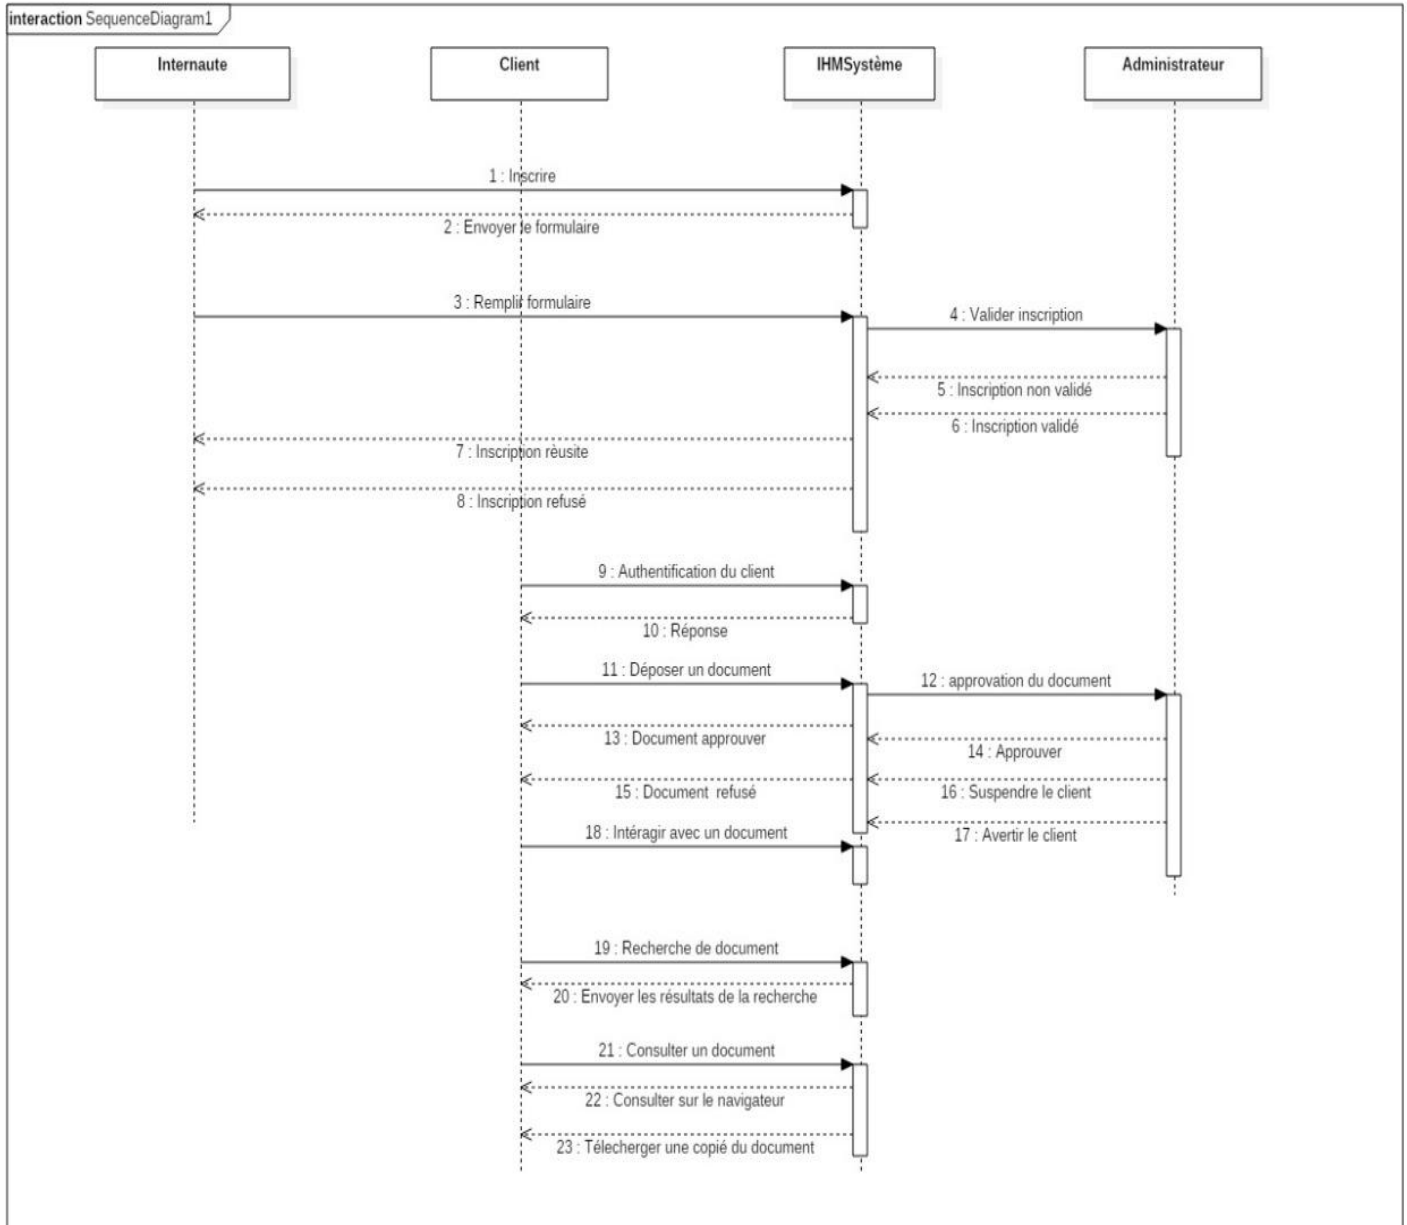 interaction SequenceDiagram1
Internaute
Client
IHMSystème
Administrateur
1 : Inscrire
2 : Envoyer le formulaire
3 : Remplir formulaire
4 : Valider inscription
5 : Inscription non validé
6 : Inscription validé
7 : Inscription rèusite
8 : Inscription refusé
9 : Authentification du client
10 : Réponse
11 : Déposer un document
12 : approvation du document
13 : Document approuver
14 : Approuver
15 : Document refusé
16 : Suspendre le client
18 : Intéragir avec un document
17 : Avertir le client
19 : Recherche de document
20 : Envoyer les résultats de la recherche
21 : Consulter un document
22 : Consulter sur le navigateur
23 : Télecherger une copié du document